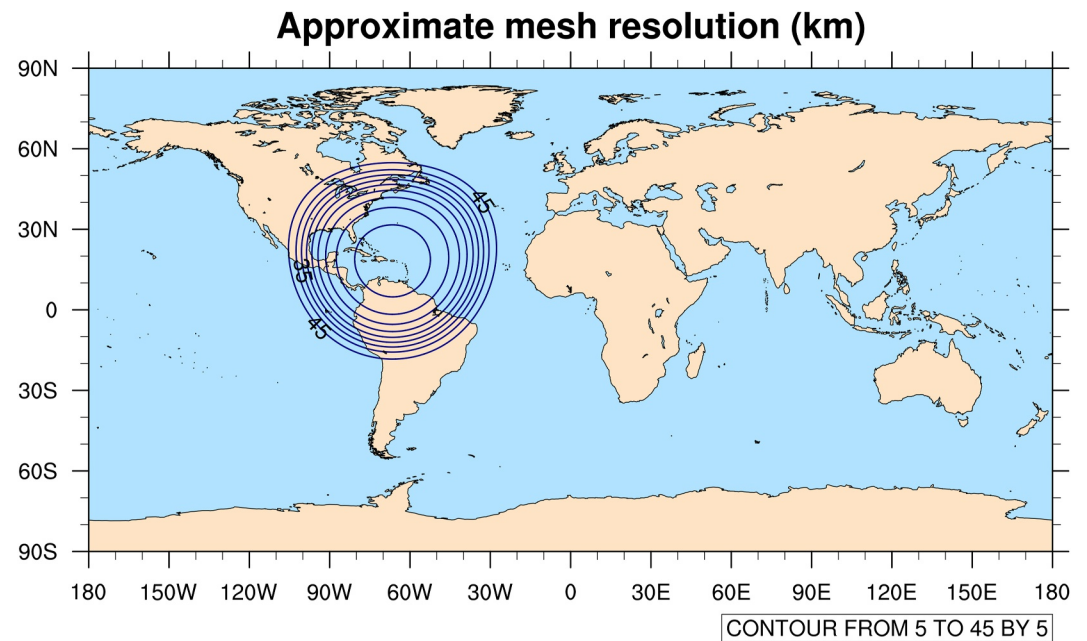 Approximate mesh resolution (km)
90N
60N
30N
0
30S
60S
90S
45
35
45
180 150W 120W 90W 60W 30W 0 30E 60E 90E 120E 150E 180
CONTOUR FROM 5 TO 45 BY 5